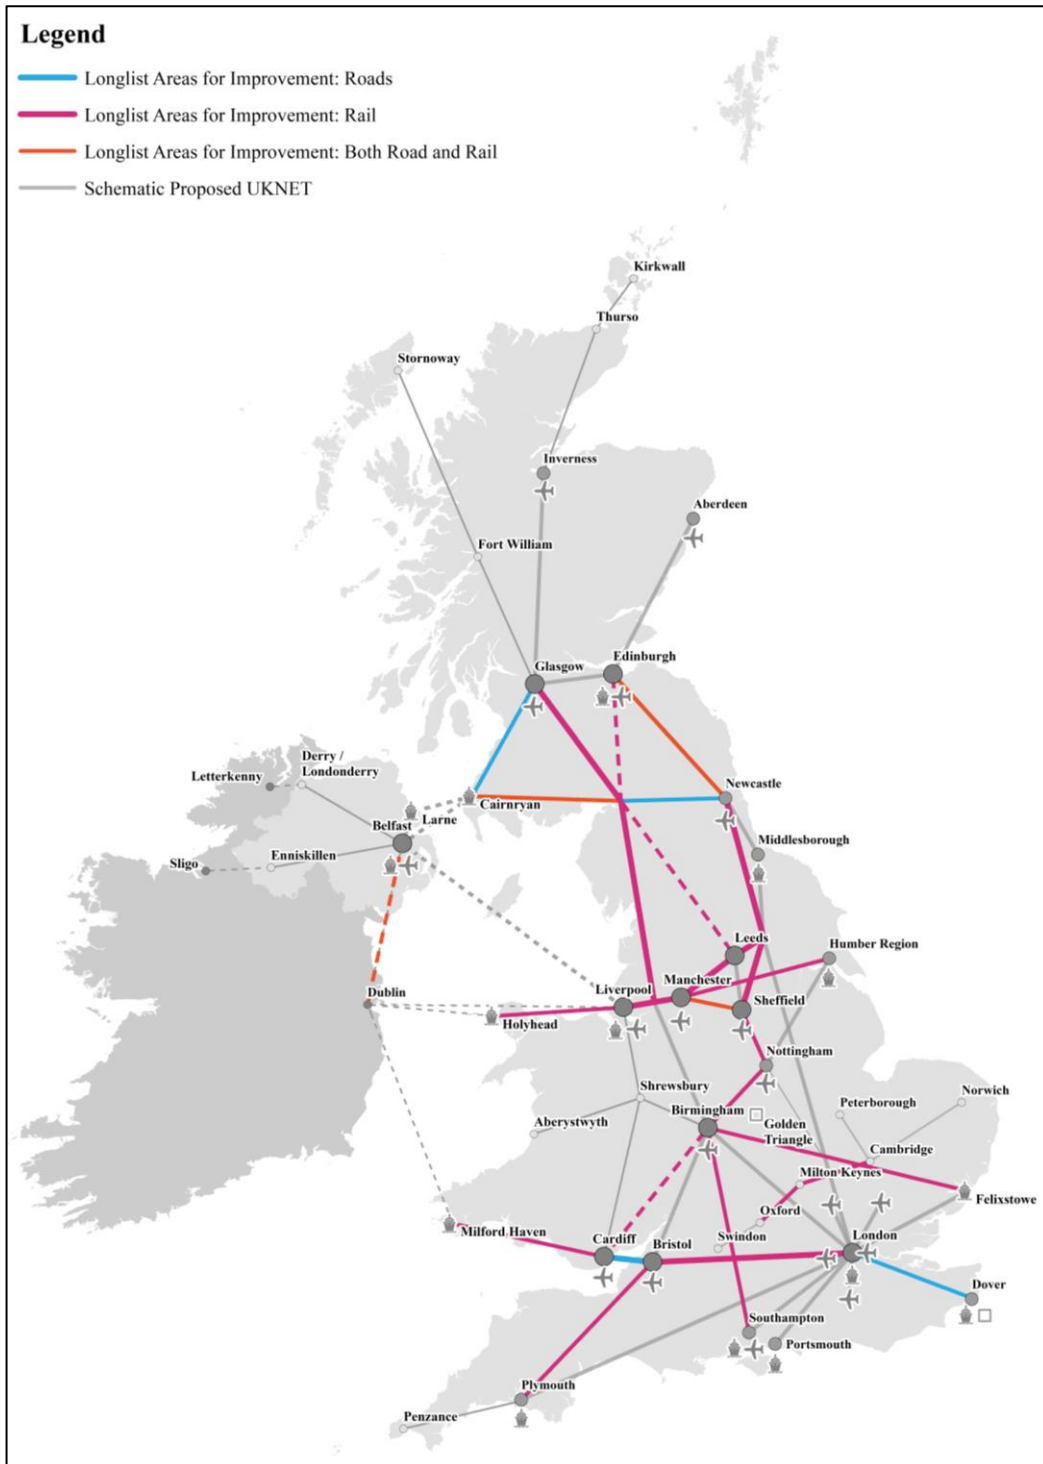 Legend
Longlist Areas for Improvement: Roads
Longlist Areas for Improvement: Rail
Longlist Areas for Improvement: Both Road and Rail
Schematic Proposed UKNET
Kirkwall
Thurso
Stornoway
Inverness
Aberdeen
Fort William
Edinburgh
Glasgow
Derry /
Londonderry
Letterkenny
Newcastle
Cairnryan
Larne
Belfast
Middlesborough
Enniskillen
Sligo
Leeds
Humber Region
Manchester
Dublin
Liverpool
Sheffield
Holyhead
Nottingham
Shrewsbury
Norwich
Peterborough
Birmingham
Aberystwyth
Golden
Triangle
Cambridge
Milton Keynes
Felixstowe
Oxford
Milford Haven
Swindon
London
Cardiff
Bristol
Dover
Southampton
Portsmouth
Plymouth
Penzance